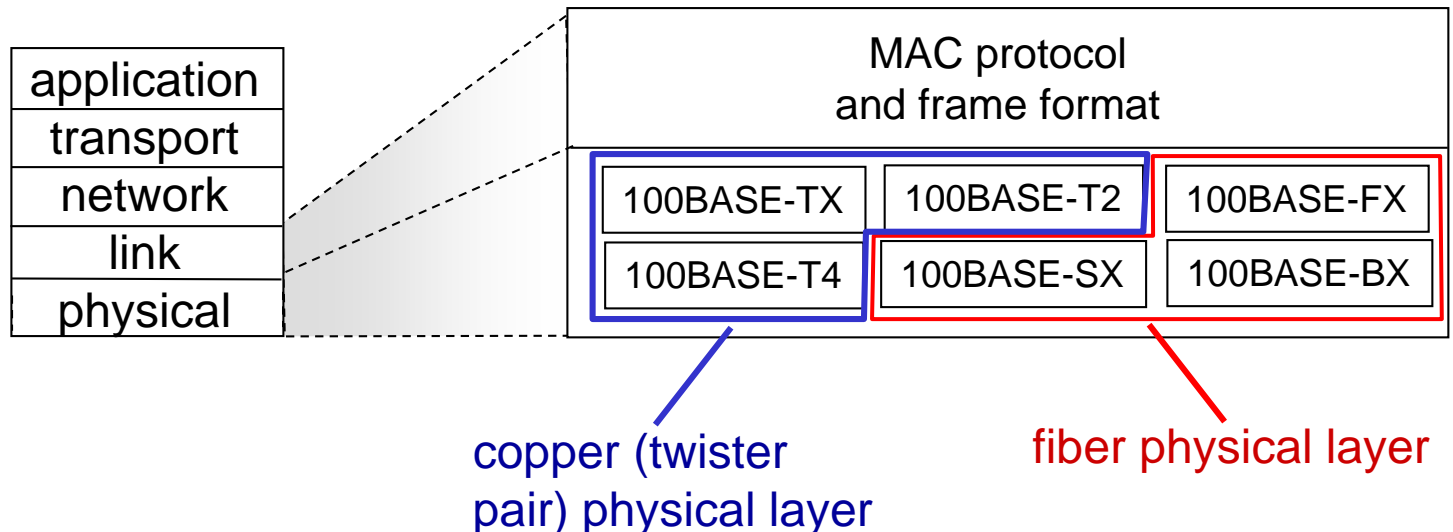 application
transport
network
link
physical
MAC protocol
and frame format
100BASE-TX
100BASE-T2
100BASE-FX
100BASE-T4
100BASE-SX
100BASE-BX
copper (twister
pair) physical layer
fiber physical layer